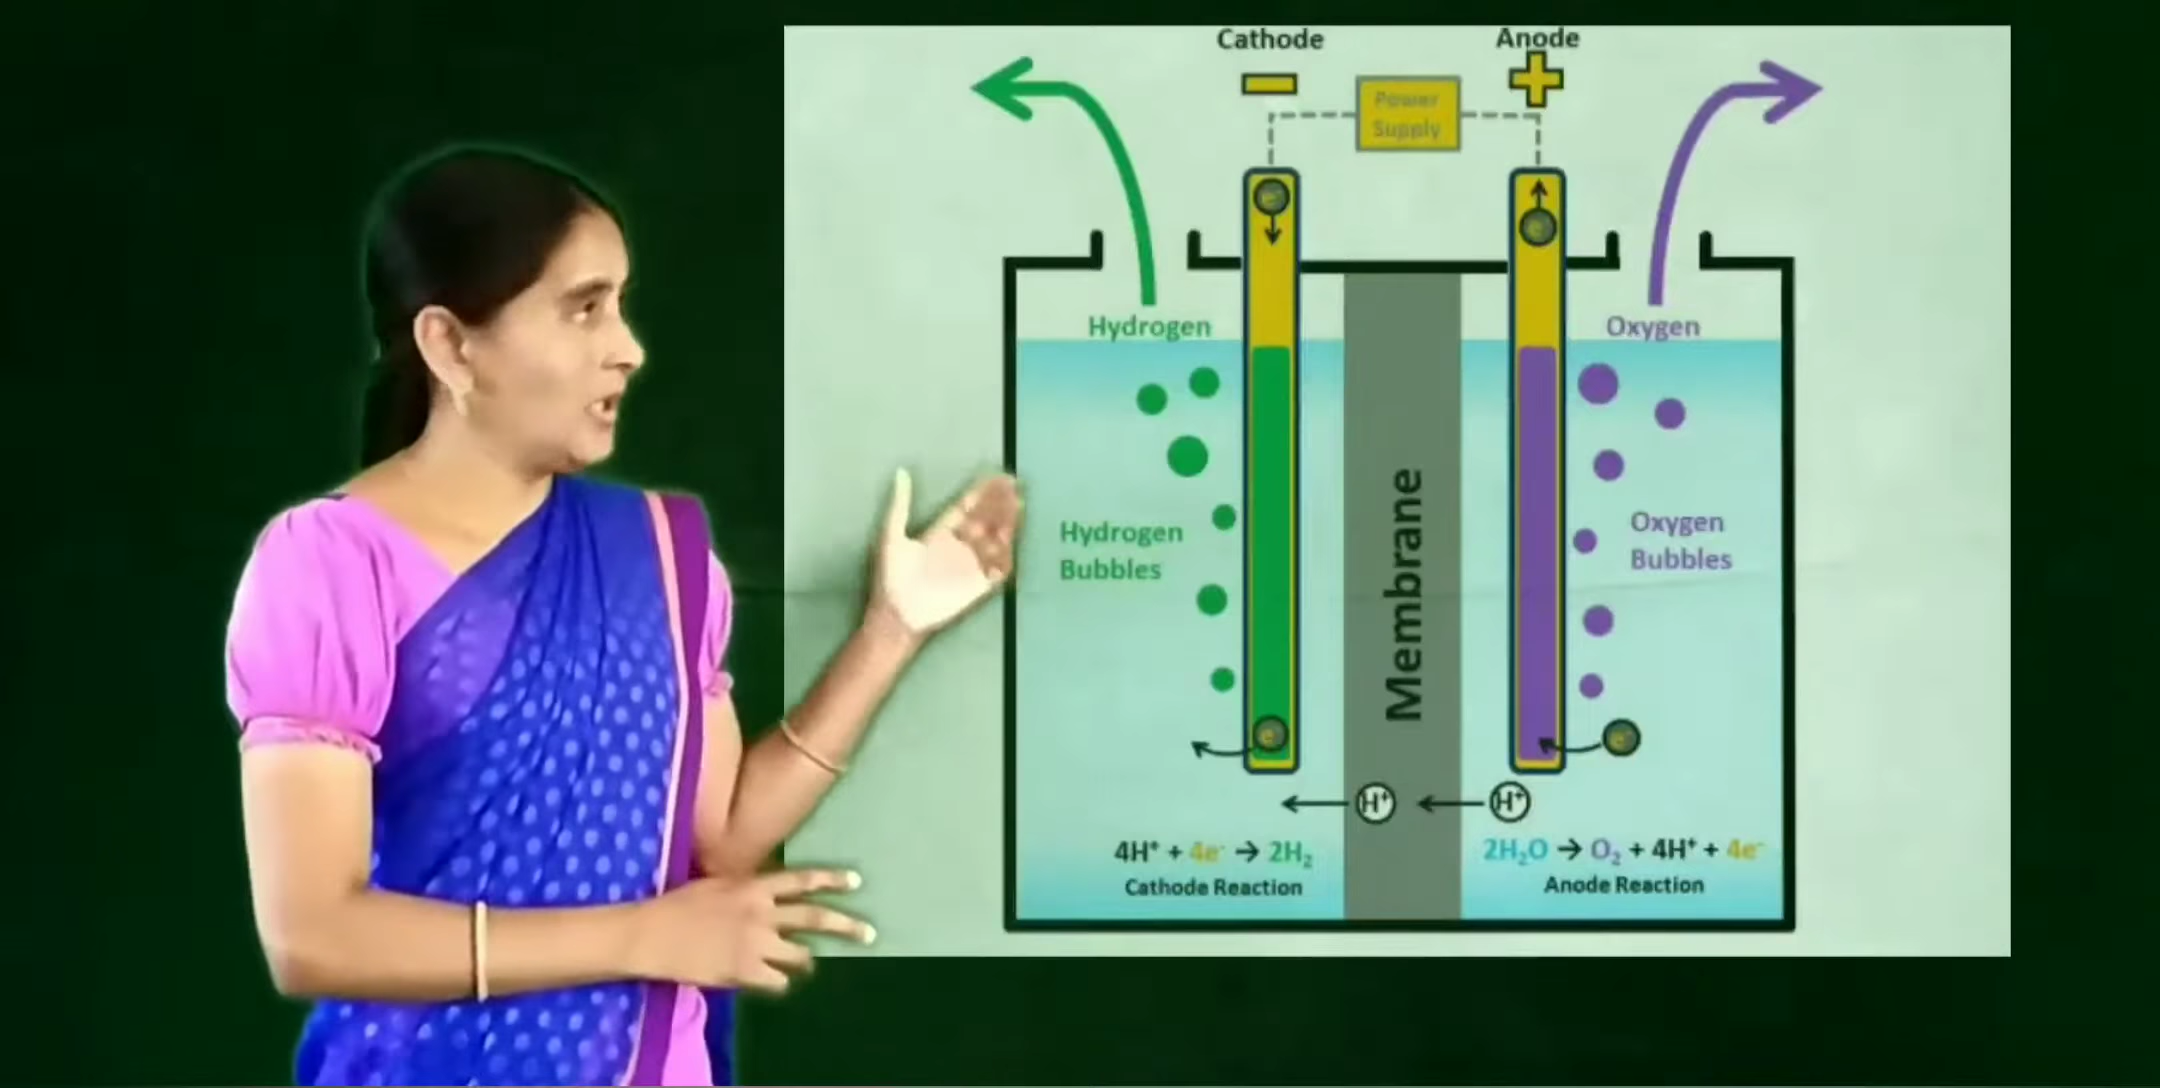 Cathode
Anode
Power
Supply
e⁻
e⁻
Hydrogen
Oxygen
Hydrogen
Bubbles
Oxygen
Bubbles
Membrane
e⁻
e⁻
H⁺
H⁺
4H⁺ + 4e⁻ → 2H₂
2H₂O → O₂ + 4H⁺ + 4e⁻
Cathode Reaction
Anode Reaction